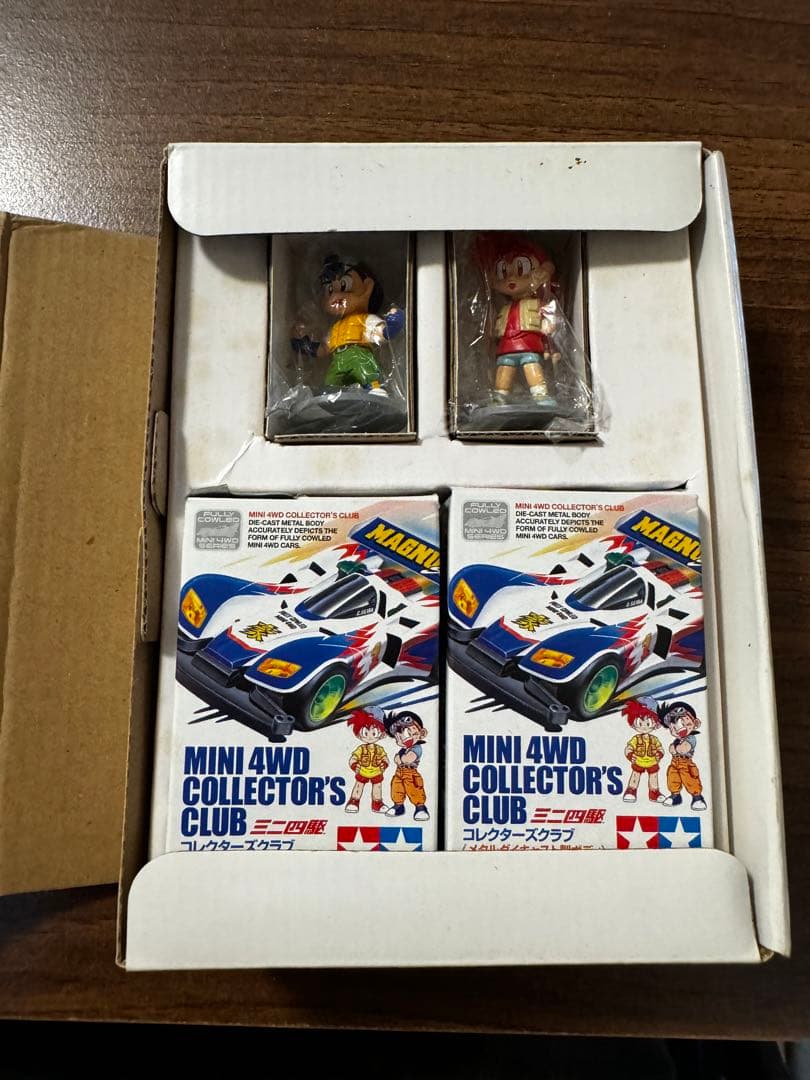 FULLY
COWLED
MINI 4WD
SERIES
MINI 4WD COLLECTOR'S CLUB
DIE-CAST METAL BODY
ACCURATELY DEPICTS THE
FORM OF FULLY COWLED
MINI 4WD CARS.
MAGNU
MINI 4WD
COLLECTOR'S
CLUB ミニ四駆
コレクターズクラブ
FULLY
COWLED
MINI 4WD
SERIES
MINI 4WD COLLECTOR'S CLUB
DIE-CAST METAL BODY
ACCURATELY DEPICTS THE
FORM OF FULLY COWLED
MINI 4WD CARS.
MAGNU
MINI 4WD
COLLECTOR'S
CLUB ミニ四駆
コレクターズクラブ